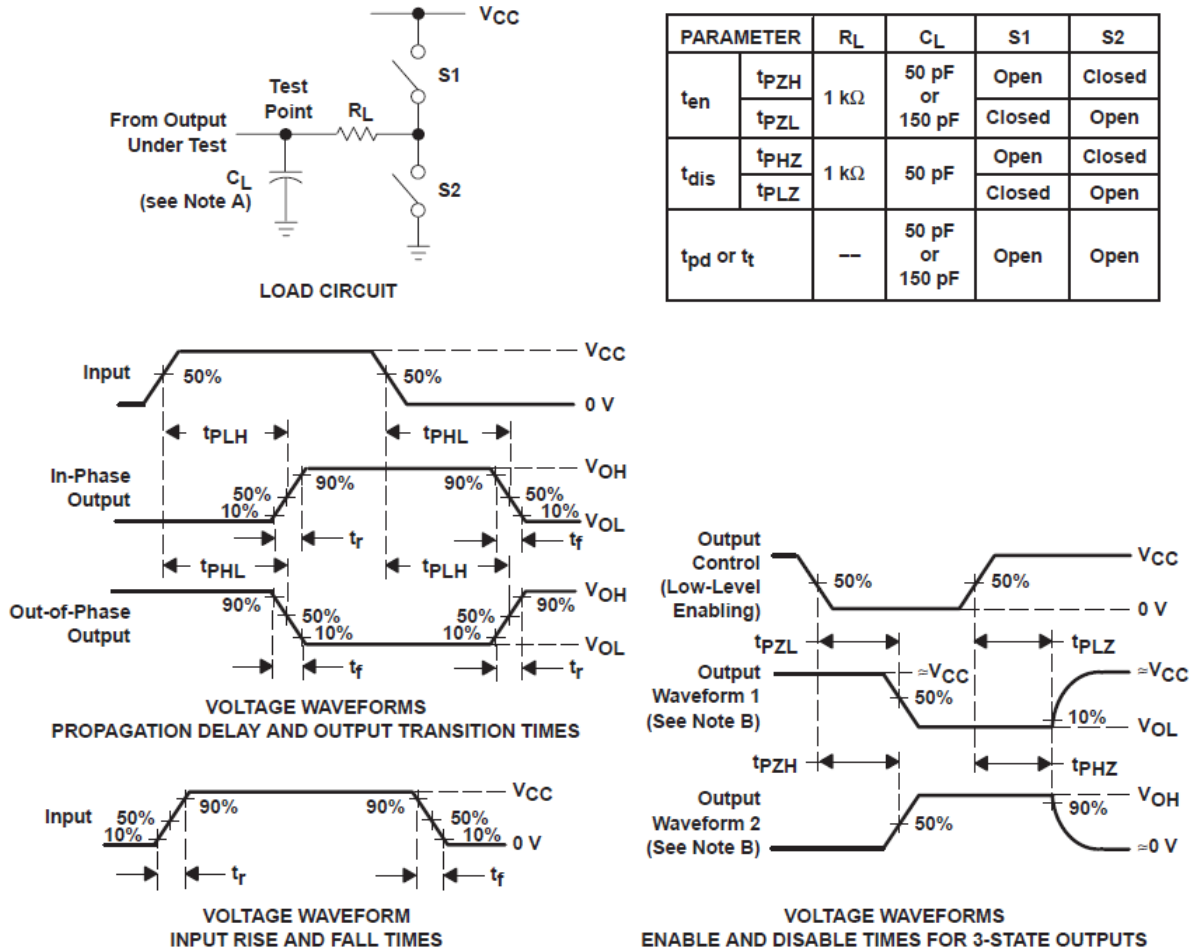 VCC
S1
Test
Point
RL
From Output
Under Test
CL
(see Note A)
S2
LOAD CIRCUIT
PARAMETER RL CL S1 S2
ten tPZH 1 kΩ 50 pF or 150 pF Open Closed
tPZL Closed Open
tdis tPHZ 1 kΩ 50 pF Open Closed
tPLZ Closed Open
tpd or tt –– 50 pF or 150 pF Open Open
Input 50% 50% VCC
0 V
tPLH tPHL
In-Phase
Output
50%
10% 90% 90% 50%
10% VOH
VOL
tr tf
tPHL tPLH
Out-of-Phase
Output
90% 50%
10% 50%
10% 90% VOH
VOL
tf tr
VOLTAGE WAVEFORMS
PROPAGATION DELAY AND OUTPUT TRANSITION TIMES
Input 50%
10% 90% 90% 50%
10% VCC
0 V
tr tf
VOLTAGE WAVEFORM
INPUT RISE AND FALL TIMES
Output
Control
(Low-Level
Enabling)
50% 50% VCC
0 V
tPZL tPLZ
Output
Waveform 1
(See Note B)
≈VCC
50%
10%
≈VCC
VOL
tPZH tPHZ
Output
Waveform 2
(See Note B)
50%
90%
VOH
≈0 V
VOLTAGE WAVEFORMS
ENABLE AND DISABLE TIMES FOR 3-STATE OUTPUTS